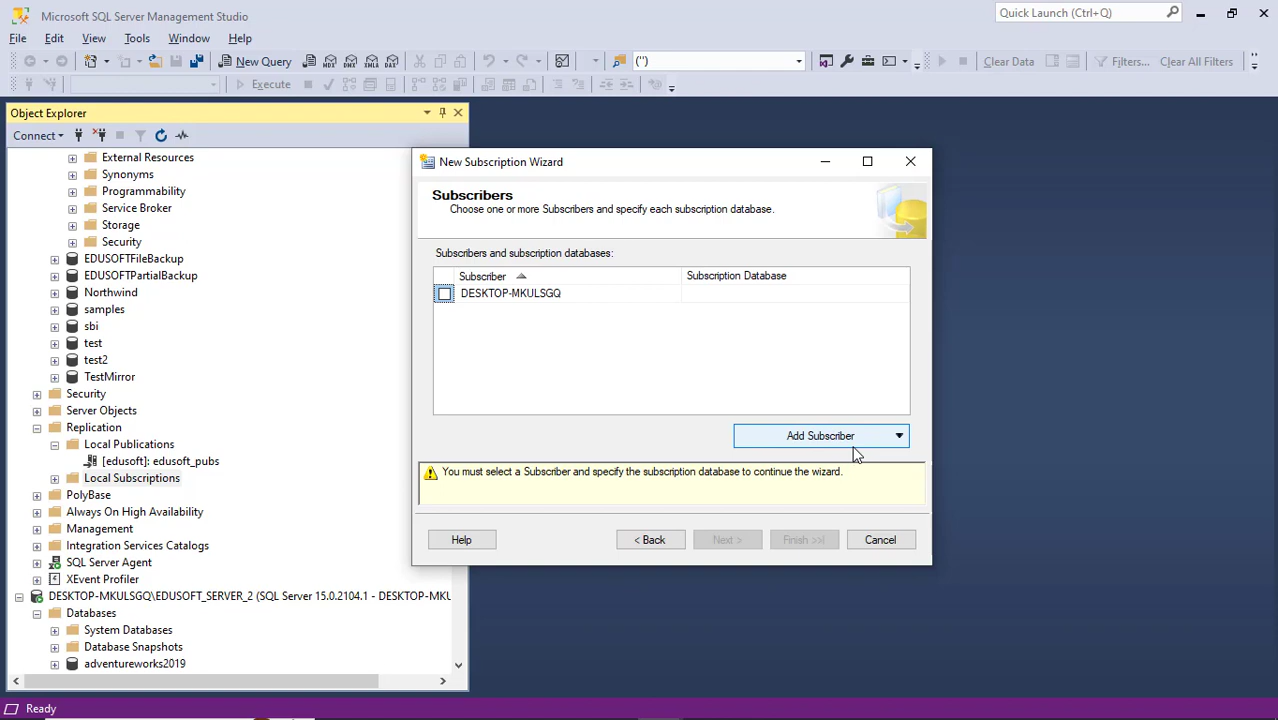 Microsoft SQL Server Management Studio
Quick Launch (Ctrl+Q)
File Edit View Tools Window Help
New Query MDX DMX XMLA DAX ('') Clear Data Filters... Clear All Filters
Execute
Object Explorer
Connect
External Resources
Synonyms
Programmability
Service Broker
Storage
Security
EDUSOFTFileBackup
EDUSOFTPartialBackup
Northwind
samples
sbi
test
test2
TestMirror
Security
Server Objects
Replication
Local Publications
[edusoft]: edusoft_pubs
Local Subscriptions
PolyBase
Always On High Availability
Management
Integration Services Catalogs
SQL Server Agent
XEvent Profiler
DESKTOP-MKULSGQ\EDUSOFT_SERVER_2 (SQL Server 15.0.2104.1 - DESKTOP-MKU
Databases
System Databases
Database Snapshots
adventureworks2019
New Subscription Wizard
Subscribers
Choose one or more Subscribers and specify each subscription database.
Subscribers and subscription databases:
Subscriber Subscription Database
DESKTOP-MKULSGQ
Add Subscriber
You must select a Subscriber and specify the subscription database to continue the wizard.
Help < Back Next > Finish >>| Cancel
Ready